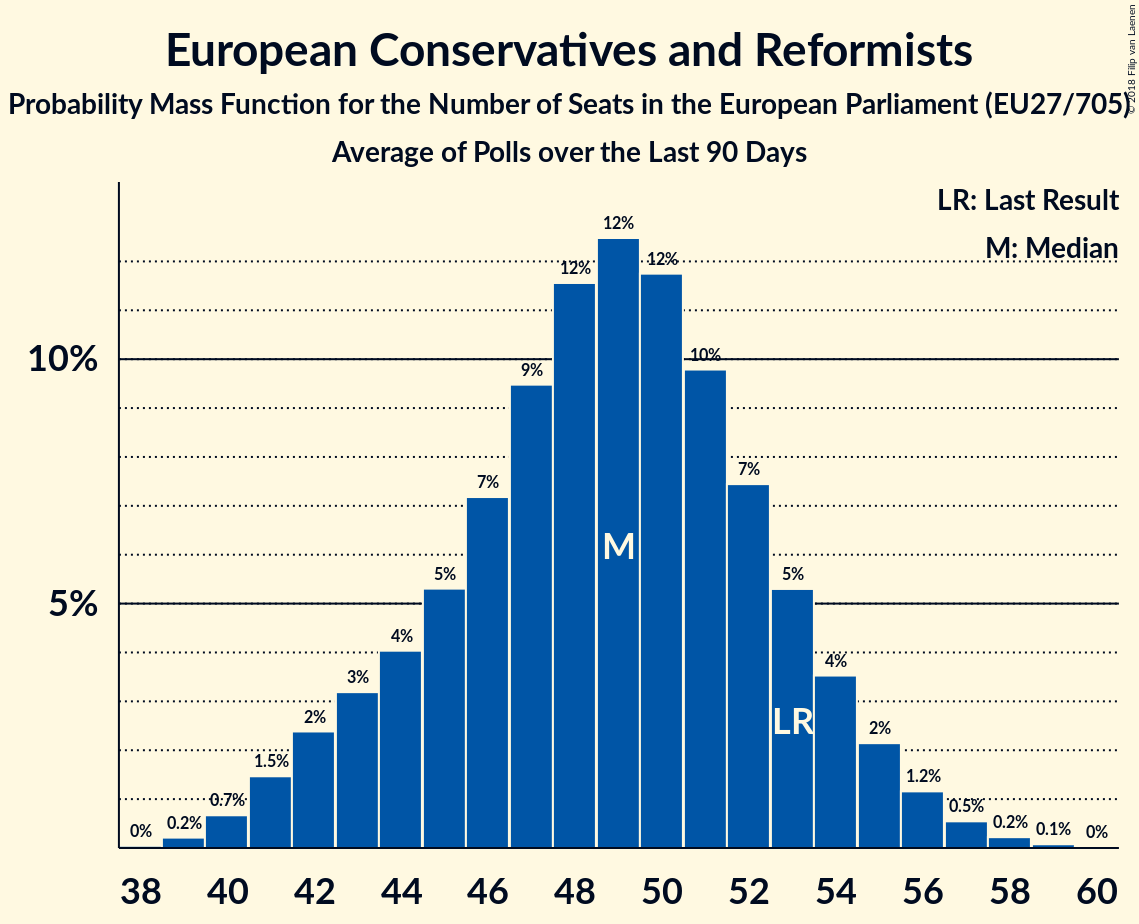 European Conservatives and Reformists
Probability Mass Function for the Number of Seats in the European Parliament (EU27/705)
Average of Polls over the Last 90 Days
© 2018 Filip van Laenen
LR: Last Result
M: Median
10%
5%
0%
0.2%
0.7%
1.5%
2%
3%
4%
5%
7%
9%
12%
12%
12%
10%
7%
5%
4%
2%
1.2%
0.5%
0.2%
0.1%
0%
M
LR
38 40 42 44 46 48 50 52 54 56 58 60